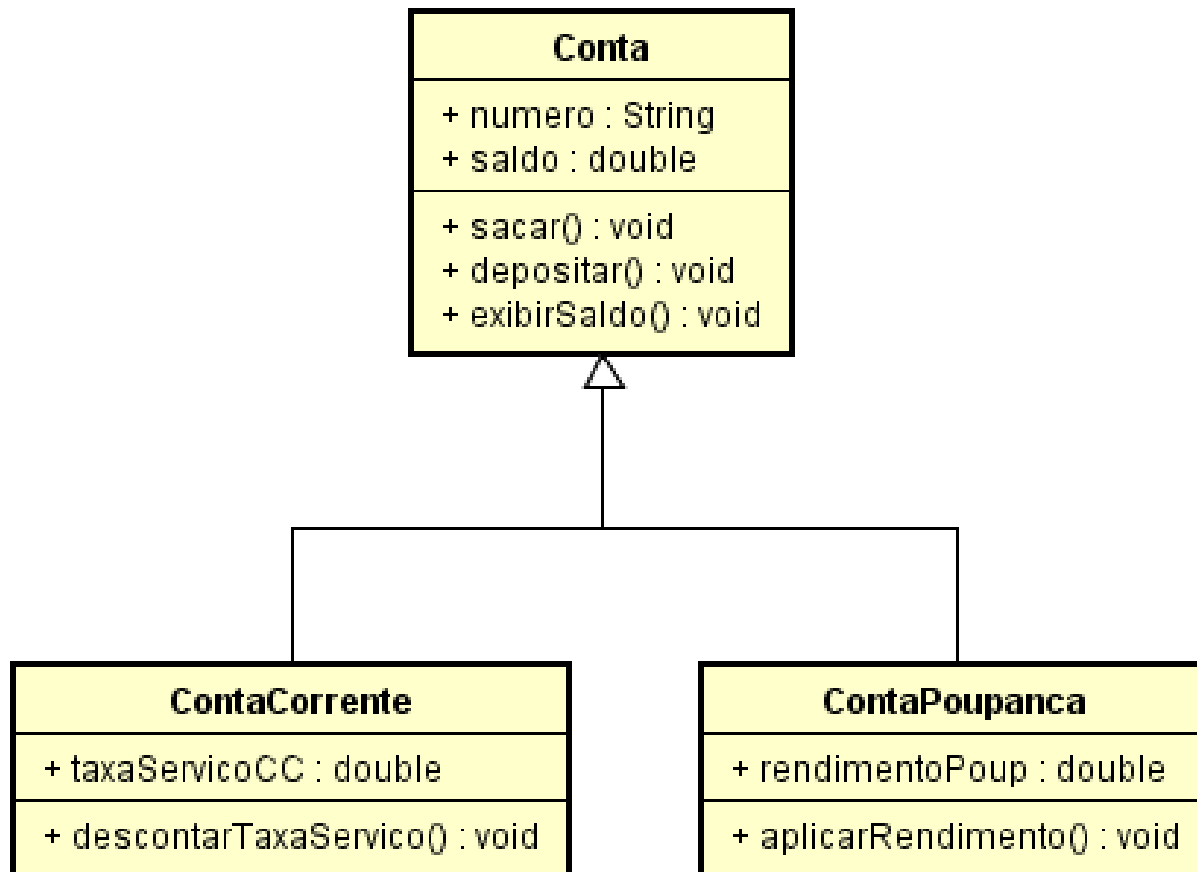 Conta
+ numero : String
+ saldo : double
+ sacar() : void
+ depositar() : void
+ exibirSaldo() : void
ContaCorrente
+ taxaServicoCC : double
+ descontarTaxaServico() : void
ContaPoupanca
+ rendimentoPoup : double
+ aplicarRendimento() : void